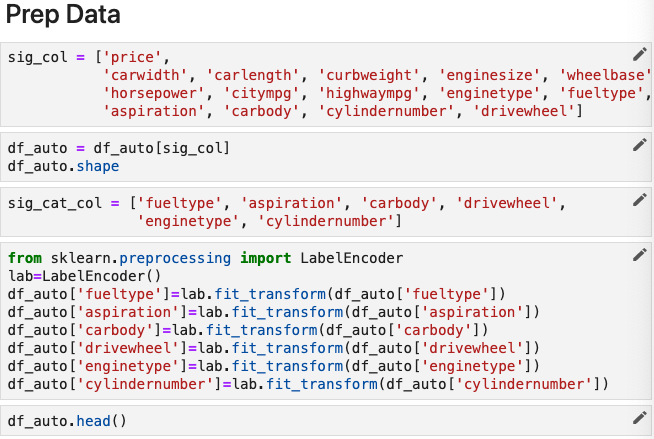 Prep Data
sig_col = ['price',
'carwidth', 'carlength', 'curbweight', 'enginesize', 'wheelbase'
'horsepower', 'citympg', 'highwaympg', 'enginetype', 'fueltype',
'aspiration', 'carbody', 'cylindernumber', 'drivewheel']
df_auto = df_auto[sig_col]
df_auto.shape
sig_cat_col = ['fueltype', 'aspiration', 'carbody', 'drivewheel',
'enginetype', 'cylindernumber']
from sklearn.preprocessing import LabelEncoder
lab=LabelEncoder()
df_auto['fueltype']=lab.fit_transform(df_auto['fueltype'])
df_auto['aspiration']=lab.fit_transform(df_auto['aspiration'])
df_auto['carbody']=lab.fit_transform(df_auto['carbody'])
df_auto['drivewheel']=lab.fit_transform(df_auto['drivewheel'])
df_auto['enginetype']=lab.fit_transform(df_auto['enginetype'])
df_auto['cylindernumber']=lab.fit_transform(df_auto['cylindernumber'])
df_auto.head()